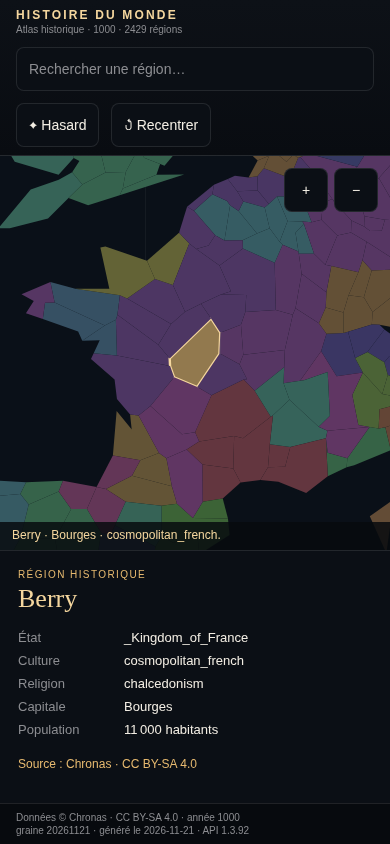 HISTOIRE DU MONDE
Atlas historique · 1000 · 2429 régions
Rechercher une région…
✦ Hasard
Recentrer
+
−
Berry · Bourges · cosmopolitan_french.
RÉGION HISTORIQUE
Berry
État _Kingdom_of_France
Culture cosmopolitan_french
Religion chalcedonism
Capitale Bourges
Population 11 000 habitants
Source : Chronas · CC BY-SA 4.0
Données © Chronas · CC BY-SA 4.0 · année 1000
graine 20261121 · généré le 2026-11-21 · API 1.3.92